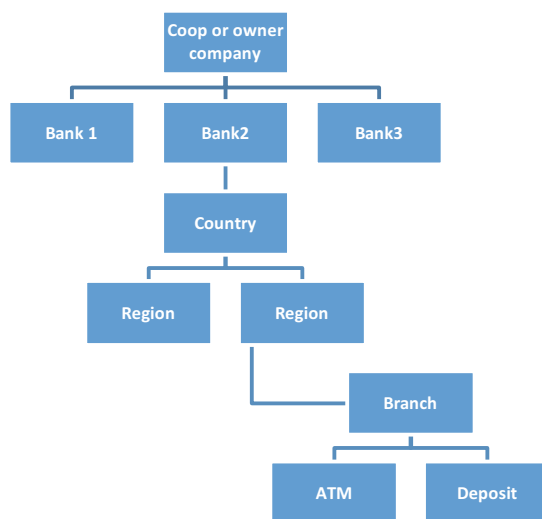 Coop or owner
company
Bank 1
Bank2
Bank3
Country
Region
Region
Branch
ATM
Deposit